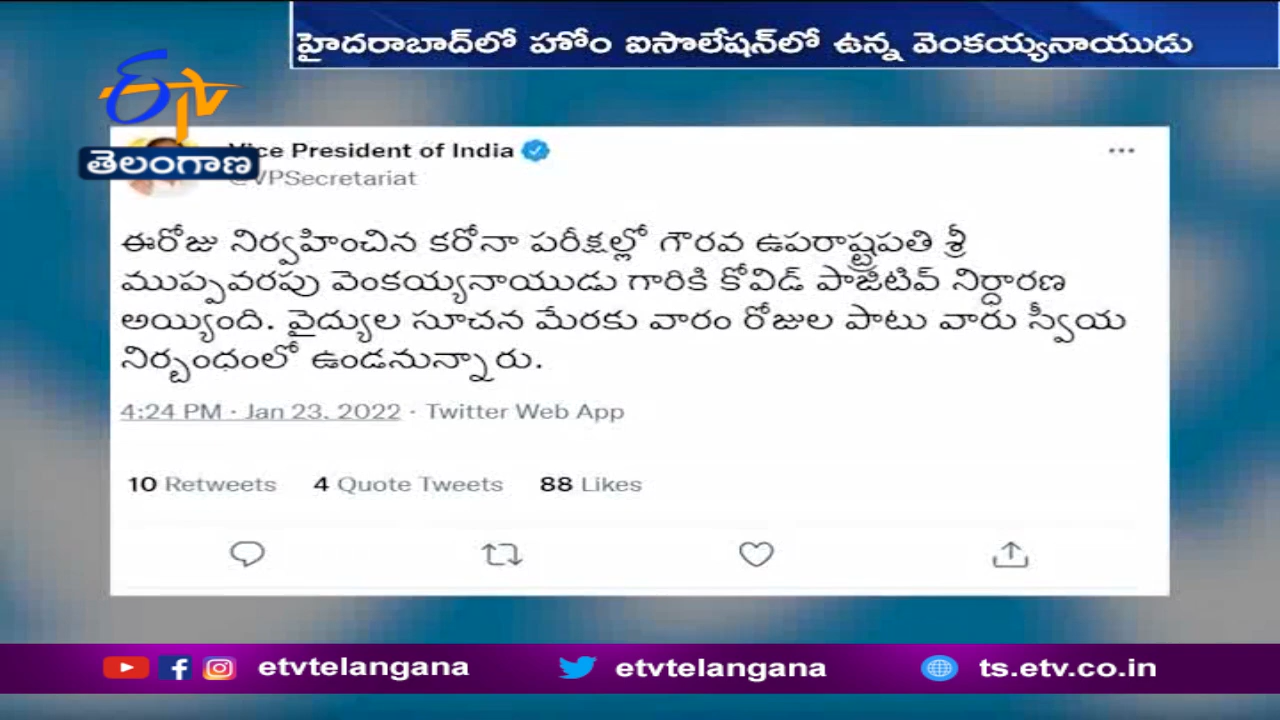 హైదరాబాద్‌లో హోం ఐసొలేషన్‌లో ఉన్న వెంకయ్యనాయుడు
ETV
తెలంగాణ
Vice President of India
@VPSecretariat
ఈరోజు నిర్వహించిన కరోనా పరీక్షల్లో గౌరవ ఉపరాష్ట్రపతి శ్రీ
ముప్పవరపు వెంకయ్యనాయుడు గారికి కోవిడ్ పాజిటివ్ నిర్ధారణ
అయ్యింది. వైద్యుల సూచన మేరకు వారం రోజుల పాటు వారు స్వీయ
నిర్బంధంలో ఉండనున్నారు.
4:24 PM · Jan 23, 2022 · Twitter Web App
10 Retweets 4 Quote Tweets 88 Likes
etvtelangana etvtelangana ts.etv.co.in